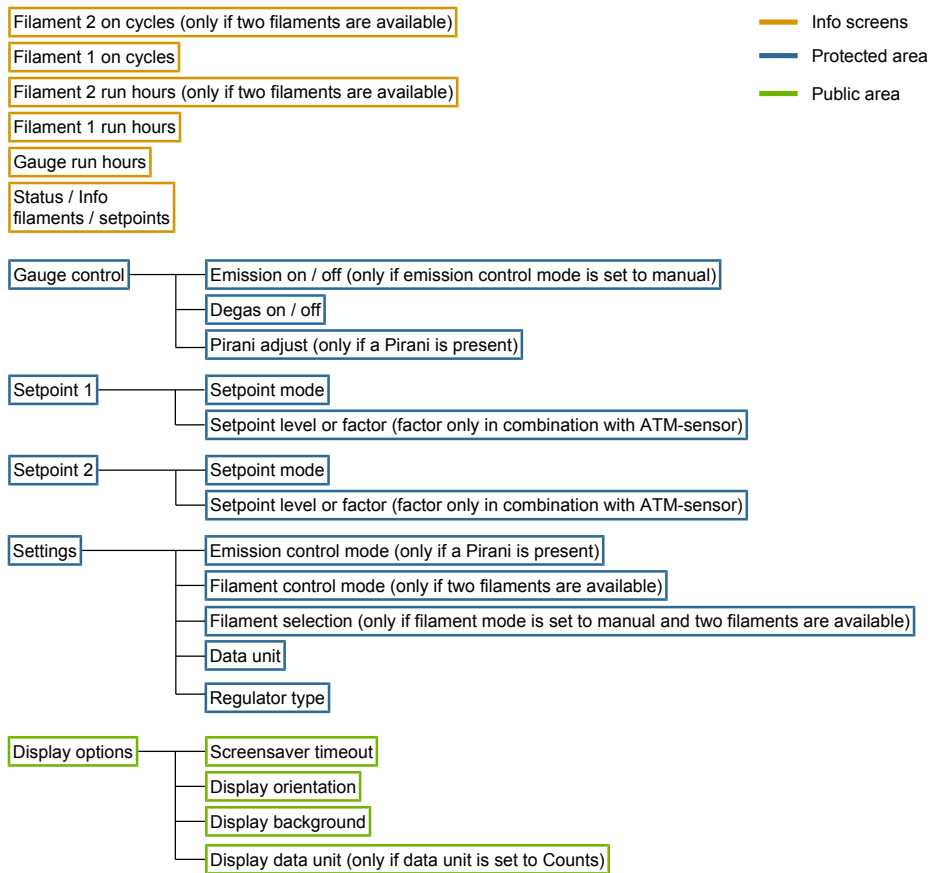 Filament 2 on cycles (only if two filaments are available)
Filament 1 on cycles
Filament 2 run hours (only if two filaments are available)
Filament 1 run hours
Gauge run hours
Status / Info
filaments / setpoints
Info screens
Protected area
Public area
Gauge control
Emission on / off (only if emission control mode is set to manual)
Degas on / off
Pirani adjust (only if a Pirani is present)
Setpoint 1
Setpoint mode
Setpoint level or factor (factor only in combination with ATM-sensor)
Setpoint 2
Setpoint mode
Setpoint level or factor (factor only in combination with ATM-sensor)
Settings
Emission control mode (only if a Pirani is present)
Filament control mode (only if two filaments are available)
Filament selection (only if filament mode is set to manual and two filaments are available)
Data unit
Regulator type
Display options
Screensaver timeout
Display orientation
Display background
Display data unit (only if data unit is set to Counts)